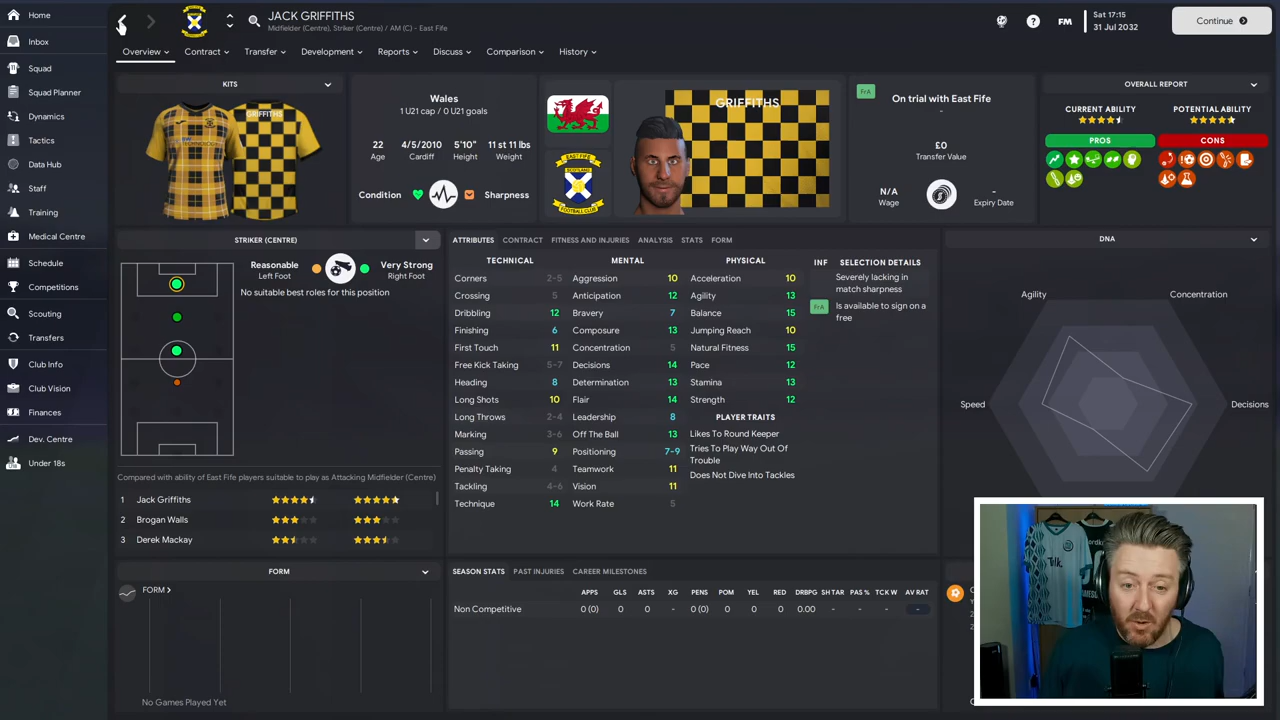 Home
Inbox
Squad
Squad Planner
Dynamics
Tactics
Data Hub
Staff
Training
Medical Centre
Schedule
Competitions
Scouting
Transfers
Club Info
Club Vision
Finances
Dev. Centre
Under 18s
JACK GRIFFITHS
Midfielder (Centre), Striker (Centre) / AM (C) - East Fife
FM
Sat 17:15
31 Jul 2032
Continue
Overview Contract Transfer Development Reports Discuss Comparison History
KITS
GRIFFITHS
Wales
1 U21 cap / 0 U21 goals
22 5'10" 11 st 11 lbs
Age Cardiff Height Weight
Condition Sharpness
EAST FIFE
SCOTLAND
FOOTBALL CLUB
GRIFFITHS
FrA
On trial with East Fife
-
£0
Transfer Value
N/A -
Wage Expiry Date
OVERALL REPORT
CURRENT ABILITY POTENTIAL ABILITY
PROS CONS
STRIKER (CENTRE)
Reasonable Very Strong
Left Foot Right Foot
No suitable best roles for this position
Compared with ability of East Fife players suitable to play as Attacking Midfielder (Centre)
1 Jack Griffiths
2 Brogan Walls
3 Derek Mackay
ATTRIBUTES CONTRACT FITNESS AND INJURIES ANALYSIS STATS FORM
TECHNICAL MENTAL PHYSICAL
Corners 2-5 Aggression 10 Acceleration 10
Crossing 5 Anticipation 12 Agility 13
Dribbling 12 Bravery 7 Balance 15
Finishing 6 Composure 13 Jumping Reach 10
First Touch 11 Concentration 5 Natural Fitness 15
Free Kick Taking 5-7 Decisions 14 Pace 12
Heading 8 Determination 13 Stamina 13
Long Shots 10 Flair 14 Strength 12
Long Throws 2-4 Leadership 8 PLAYER TRAITS
Marking 3-6 Off The Ball 13 Likes To Round Keeper
Passing 9 Positioning 7-9 Tries To Play Way Out Of
Trouble
Penalty Taking 4 Teamwork 11 Does Not Dive Into Tackles
Tackling 4-6 Vision 11
Technique 14 Work Rate 5
INF SELECTION DETAILS
Severely lacking in
match sharpness
FrA Is available to sign on a
free
DNA
Agility Concentration
Speed Decisions
FORM
FORM
No Games Played Yet
SEASON STATS PAST INJURIES CAREER MILESTONES
APPS GLS ASTS XG PENS POM YEL RED DRBPG SH TAR PAS % TCK W AV RAT
Non Competitive 0 (0) 0 0 - 0 (0) 0 0 0 0.00 - - - -
Talk.